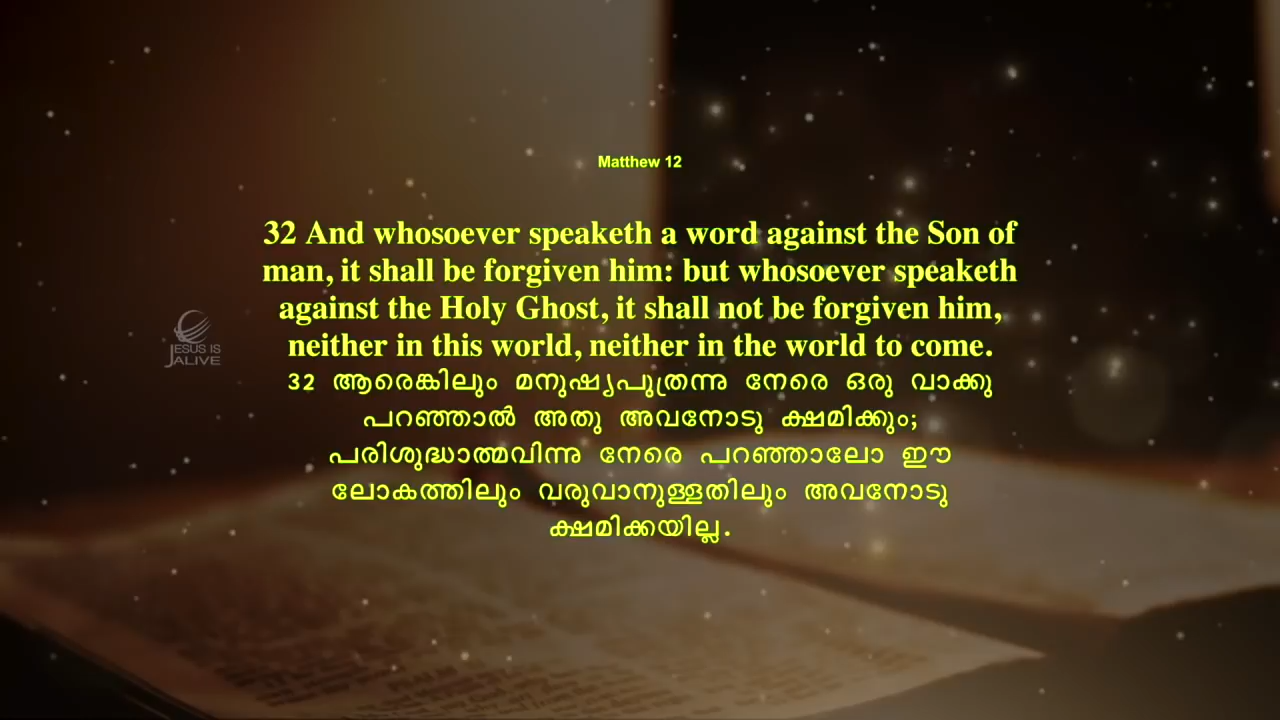 Matthew 12
32 And whosoever speaketh a word against the Son of
man, it shall be forgiven him: but whosoever speaketh
against the Holy Ghost, it shall not be forgiven him,
neither in this world, neither in the world to come.
32 ആരെങ്കിലും മനുഷ്യപുത്രന്നു നേരെ ഒരു വാക്കു
പറഞ്ഞാൽ അതു അവനോടു ക്ഷമിക്കും;
പരിശുദ്ധാത്മവിന്നു നേരെ പറഞ്ഞാലോ ഈ
ലോകത്തിലും വരുവാനുള്ളതിലും അവനോടു
ക്ഷമിക്കയില്ല.
JESUS IS
ALIVE